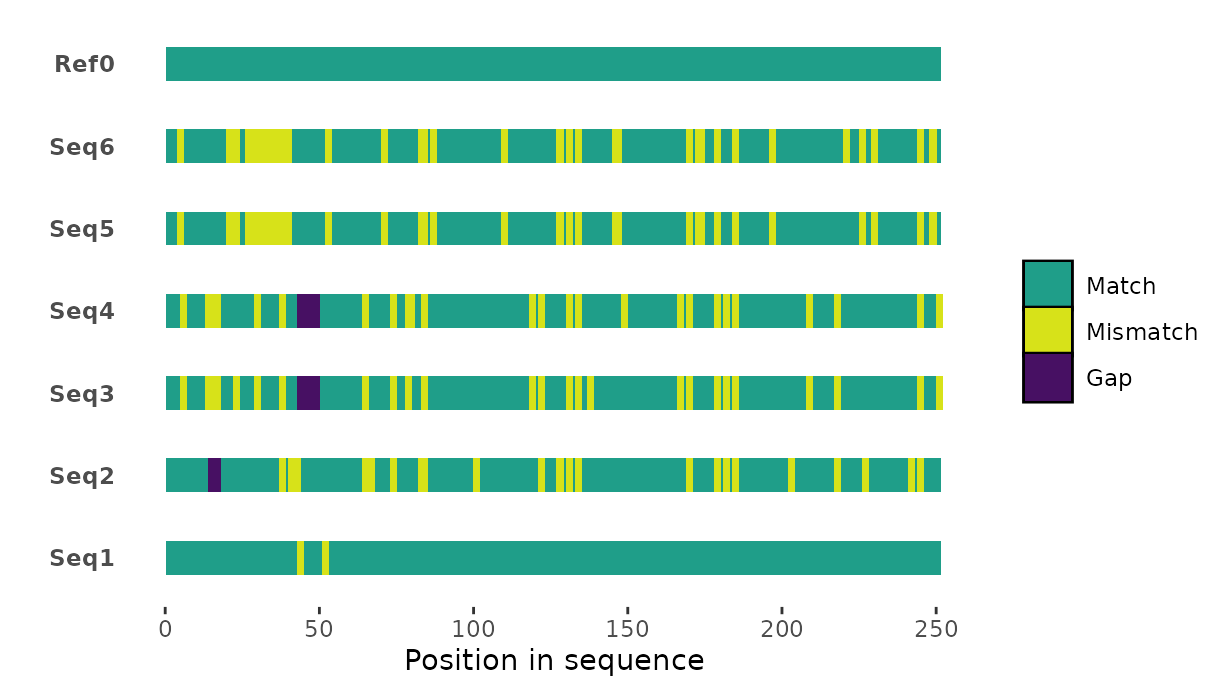 Ref0
Seq6
Seq5
Seq4
Seq3
Seq2
Seq1
0 50 100 150 200 250
Position in sequence
Match
Mismatch
Gap